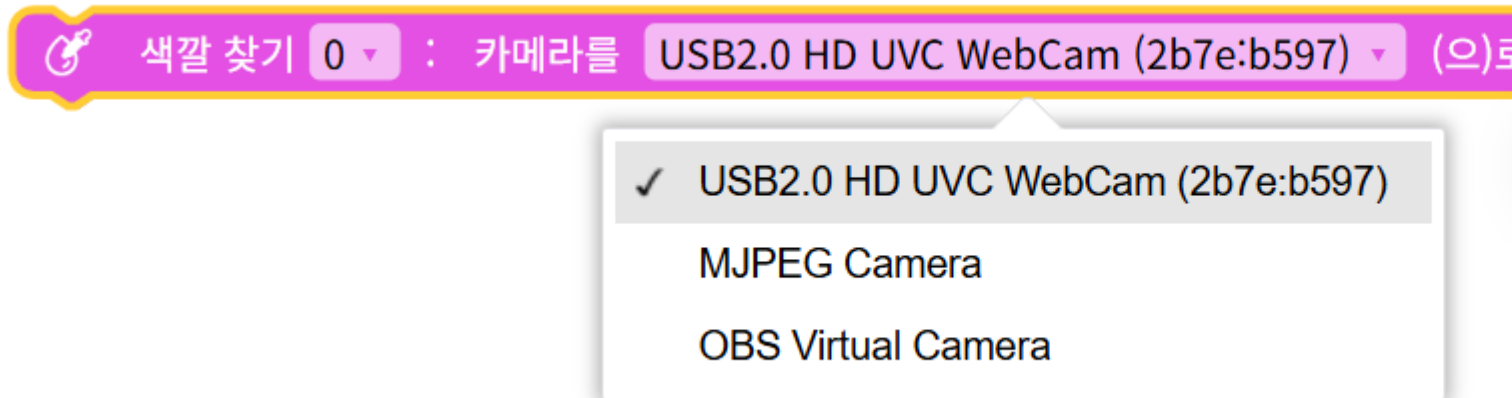 색깔 찾기 0 : 카메라를 USB2.0 HD UVC WebCam (2b7e:b597) (으)로
USB2.0 HD UVC WebCam (2b7e:b597)
MJPEG Camera
OBS Virtual Camera